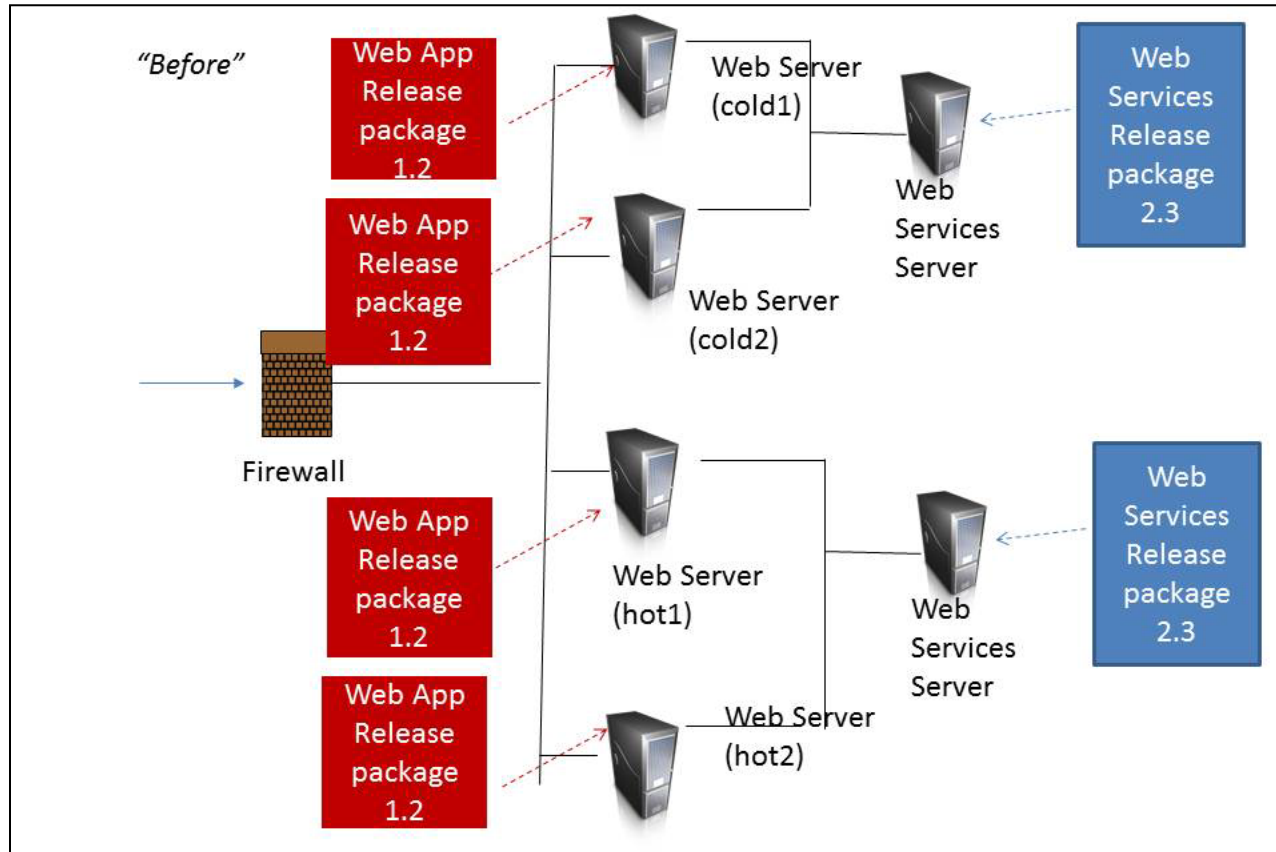 “Before”
Web App
Release
package
1.2
Web Server
(cold1)
Web
Services
Release
package
2.3
Web
Services
Server
Web App
Release
package
1.2
Web Server
(cold2)
Firewall
Web App
Release
package
1.2
Web Server
(hot1)
Web
Services
Server
Web
Services
Release
package
2.3
Web App
Release
package
1.2
Web Server
(hot2)